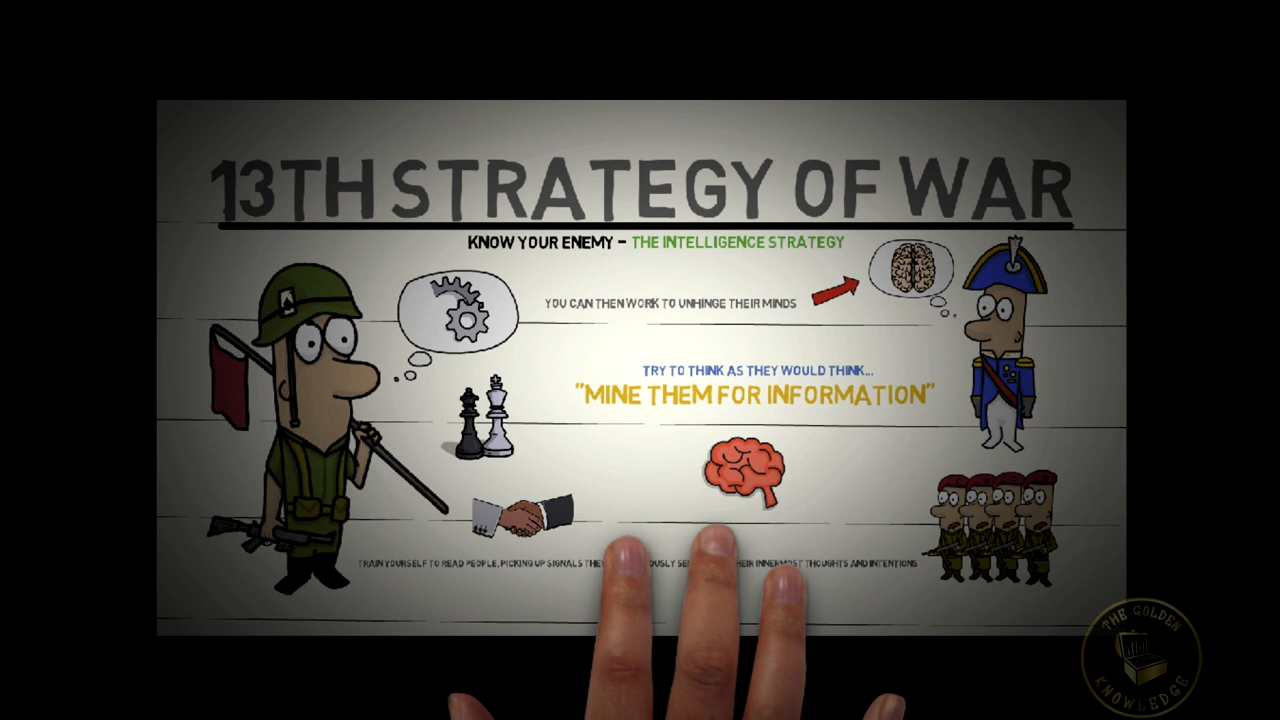 13TH STRATEGY OF WAR
KNOW YOUR ENEMY – THE INTELLIGENCE STRATEGY
YOU CAN THEN WORK TO UNHINGE THEIR MINDS
TRY TO THINK AS THEY WOULD THINK...
"MINE THEM FOR INFORMATION"
TRAIN YOURSELF TO READ PEOPLE, PICKING UP SIGNALS THEIR INNERMOST THOUGHTS AND INTENTIONS
THE GOLDEN
KNOWLEDGE